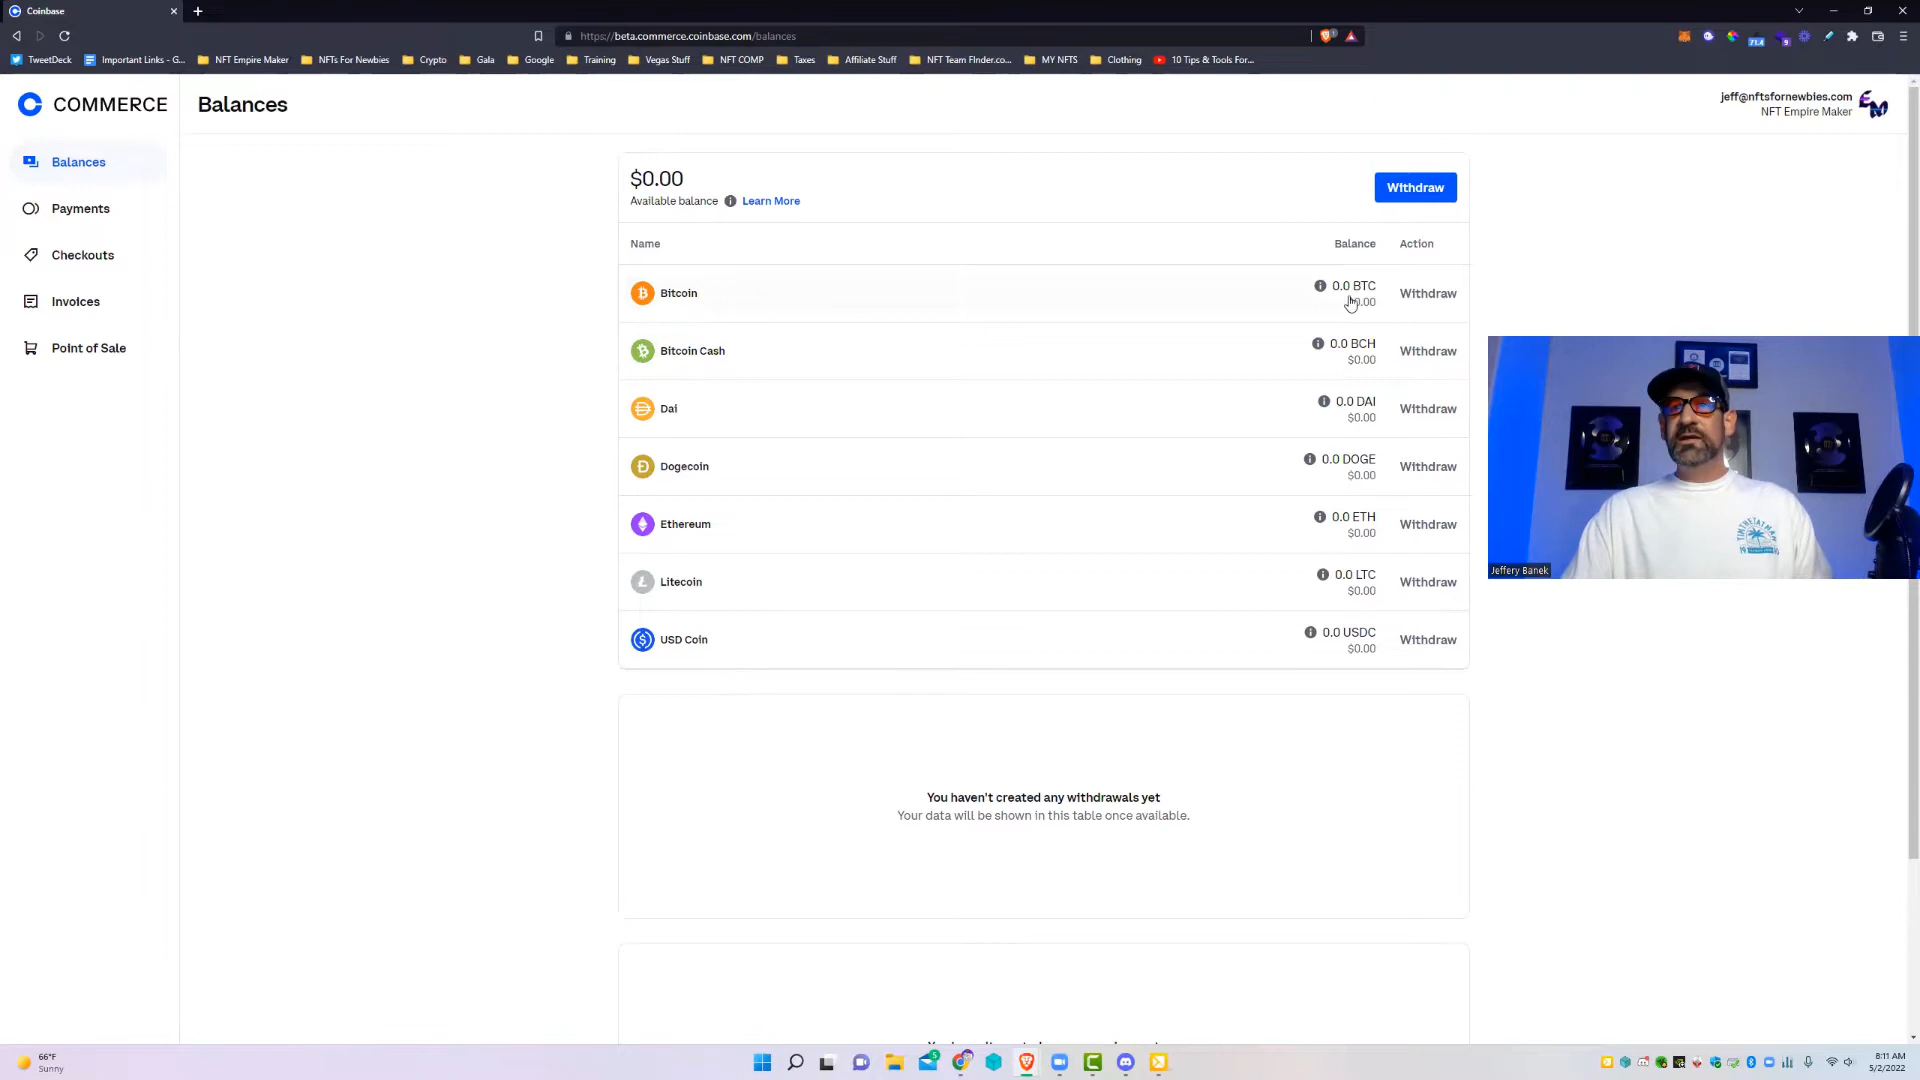 Coinbase
https://beta.commerce.coinbase.com/balances
TweetDeck
Important Links - G...
NFT Empire Maker
NFTs For Newbies
Crypto
Gala
Google
Training
Vegas Stuff
NFT COMP
Taxes
Affiliate Stuff
NFT Team FInder.co...
MY NFTS
Clothing
10 Tips & Tools For...
COMMERCE
Balances
jeff@nftsfornewbies.com
NFT Empire Maker
Balances
Payments
Checkouts
Invoices
Point of Sale
$0.00
Available balance
Learn More
Withdraw
Name
Balance
Action
Bitcoin
0.0 BTC
Withdraw
Bitcoin Cash
0.0 BCH
$0.00
Withdraw
Dai
0.0 DAI
$0.00
Withdraw
Dogecoin
0.0 DOGE
$0.00
Withdraw
Ethereum
0.0 ETH
$0.00
Withdraw
Litecoin
0.0 LTC
$0.00
Withdraw
USD Coin
0.0 USDC
$0.00
Withdraw
Jeffery Banek
You haven't created any withdrawals yet
Your data will be shown in this table once available.
66°F
Sunny
8:11 AM
5/2/2022